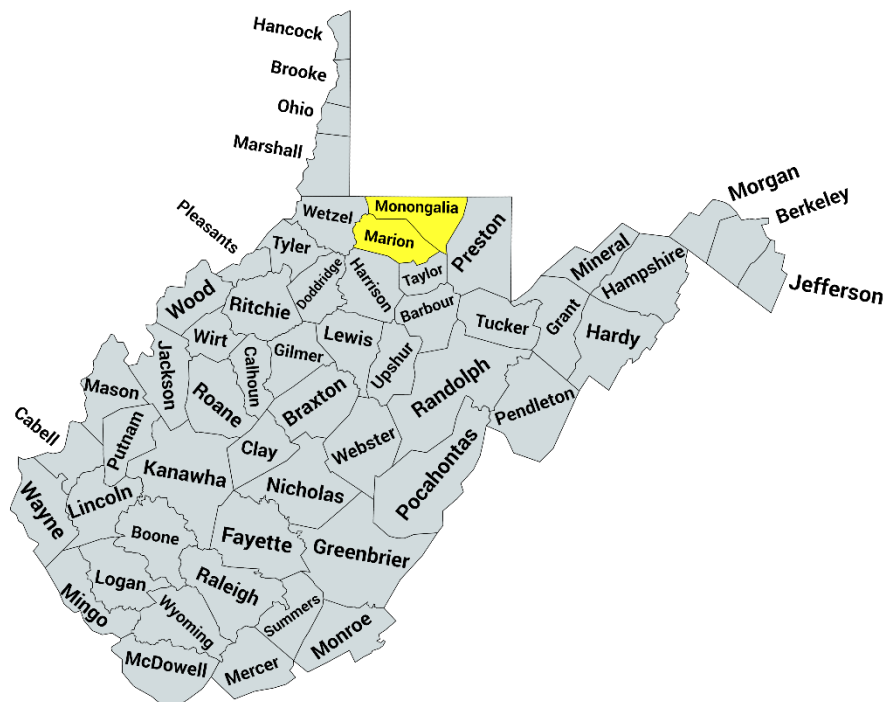 Hancock
Brooke
Ohio
Marshall
Morgan
Berkeley
Jefferson
Pleasants
Wetzel
Monongalia
Marion
Preston
Tyler
Doddridge
Harrison
Taylor
Mineral
Hampshire
Wood
Ritchie
Barbour
Tucker
Grant
Hardy
Wirt
Lewis
Gilmer
Calhoun
Jackson
Upshur
Randolph
Pendleton
Mason
Roane
Braxton
Cabell
Putnam
Clay
Webster
Pocahontas
Kanawha
Nicholas
Wayne
Lincoln
Boone
Fayette
Greenbrier
Logan
Raleigh
Mingo
Wyoming
Summers
Monroe
McDowell
Mercer